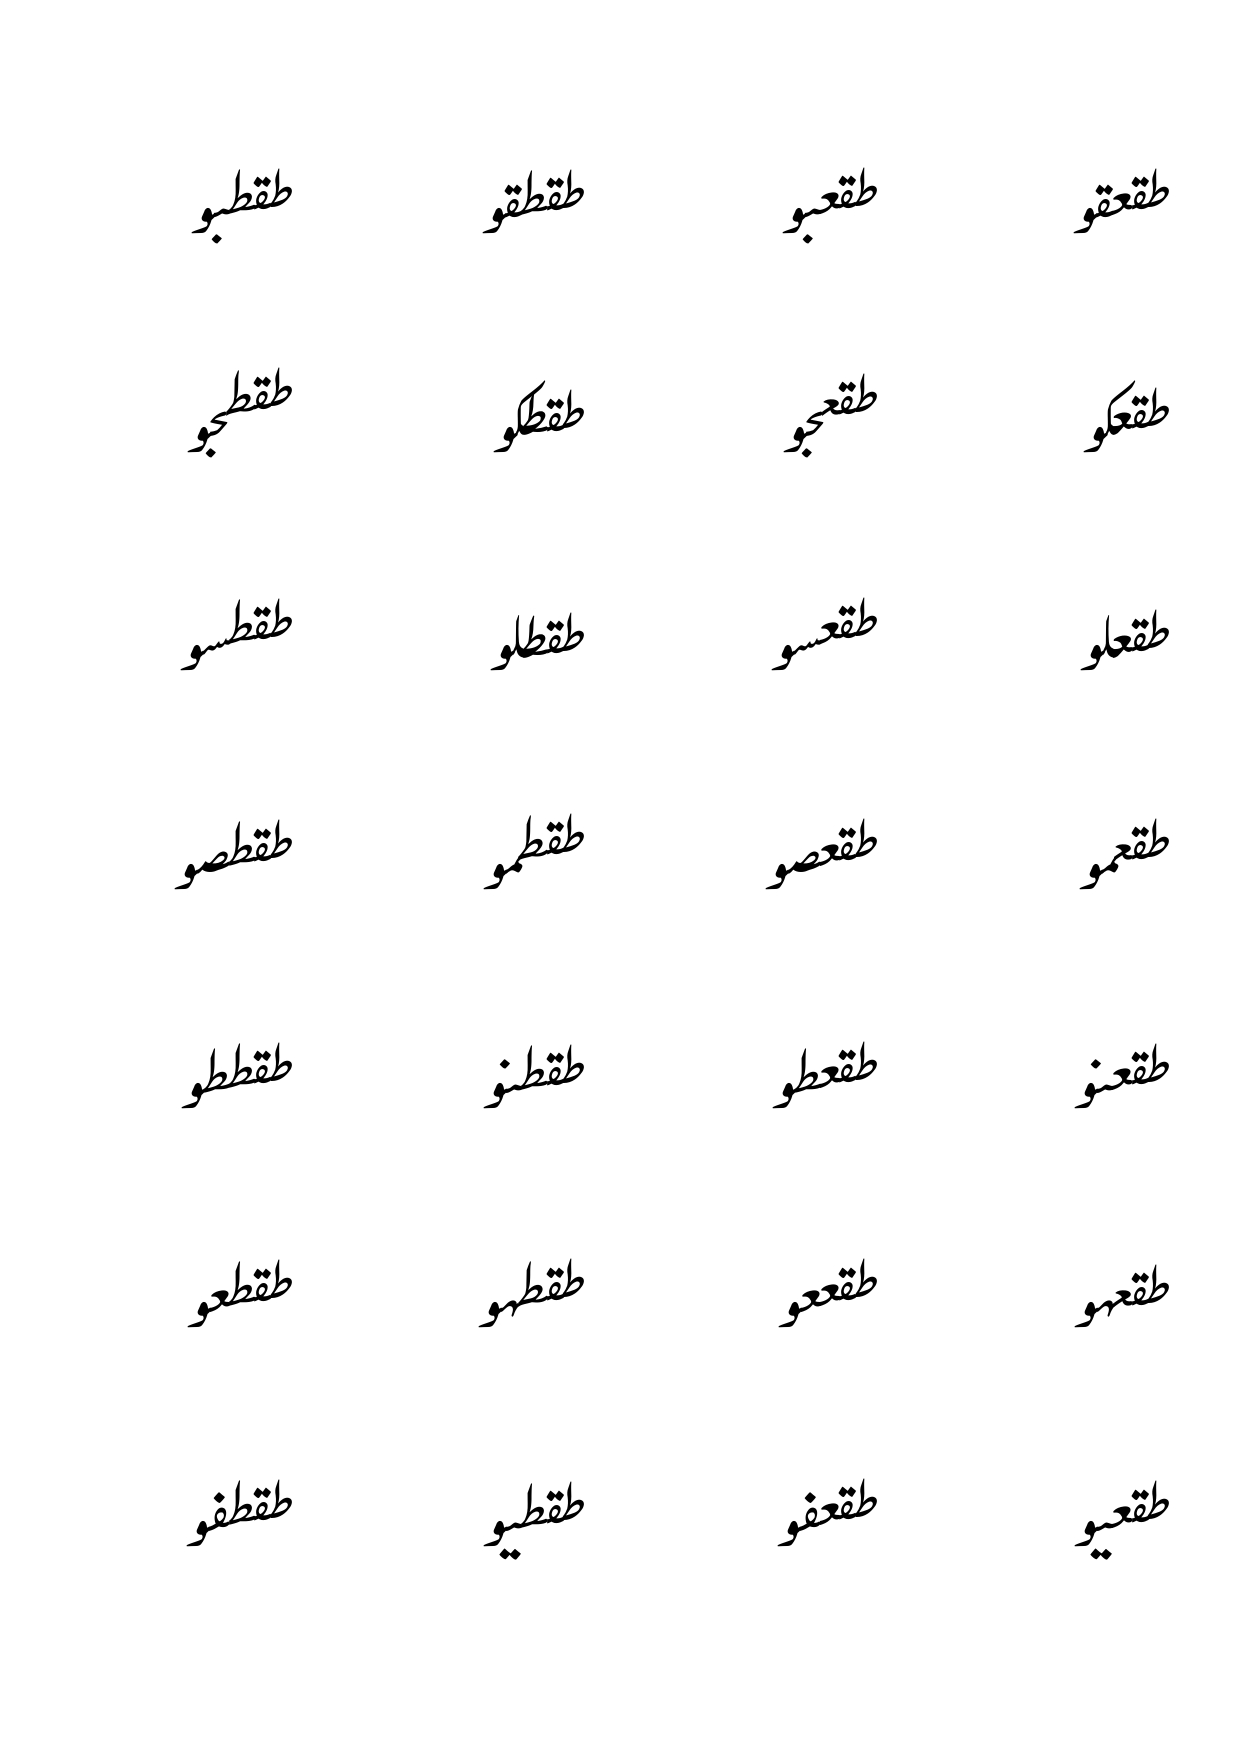 طقعقو طقعبو طقطقو طقطبو
طقعكو طقعجو طقطكو طقطجو
طقعلو طقعسو طقطلو طقطسو
طقعمو طقعصو طقطمو طقطصو
طقعنو طقعطو طقطنو طقططو
طقعهو طقععو طقطهو طقطعو
طقعيو طقعفو طقطيو طقطفو